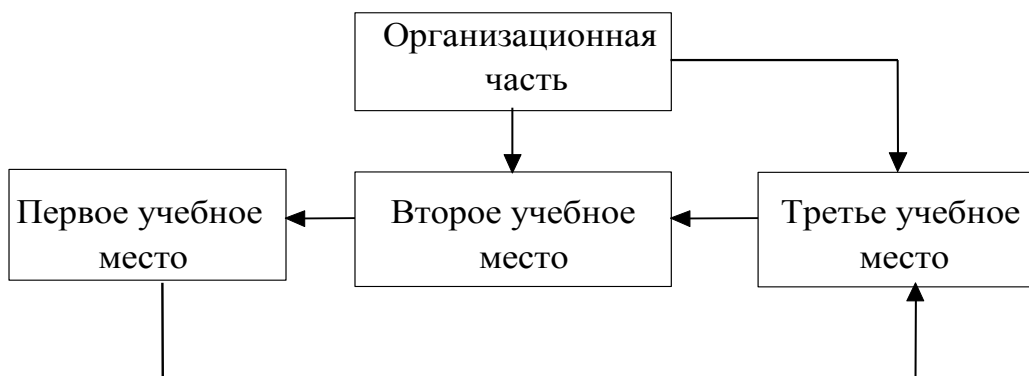 Организационная
часть
Первое учебное
место
Второе учебное
место
Третье учебное
место